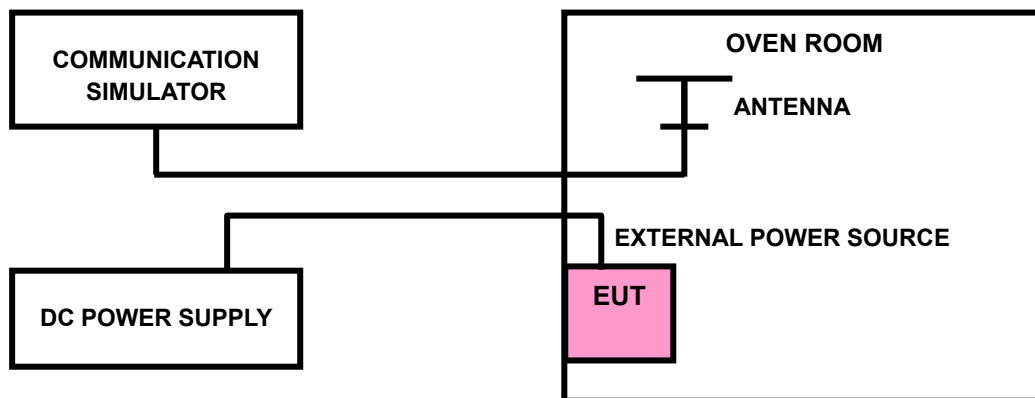 COMMUNICATION
SIMULATOR
OVEN ROOM
ANTENNA
EXTERNAL POWER SOURCE
DC POWER SUPPLY
EUT